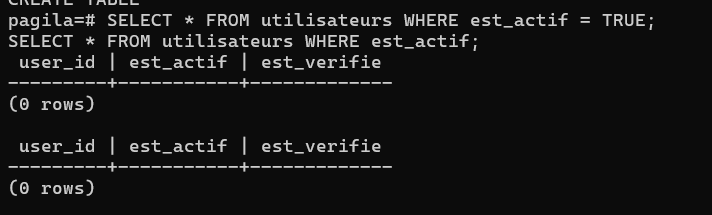 CREATE TABLE
pagila=# SELECT * FROM utilisateurs WHERE est_actif = TRUE;
SELECT * FROM utilisateurs WHERE est_actif;
 user_id | est_actif | est_verifie
---------+-----------+-------------
(0 rows)

 user_id | est_actif | est_verifie
---------+-----------+-------------
(0 rows)